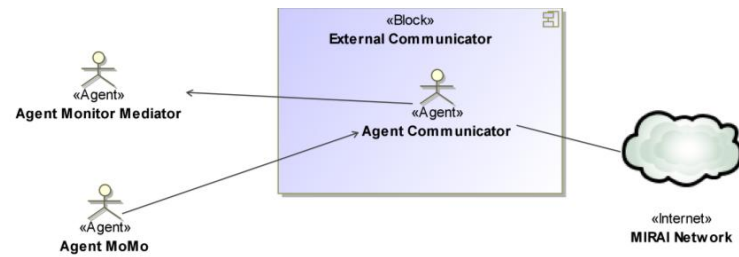 «Block»
External Communicator
«Agent»
Agent Monitor Mediator
«Agent»
Agent Communicator
«Agent»
Agent MoMo
«Internet»
MIRAI Network